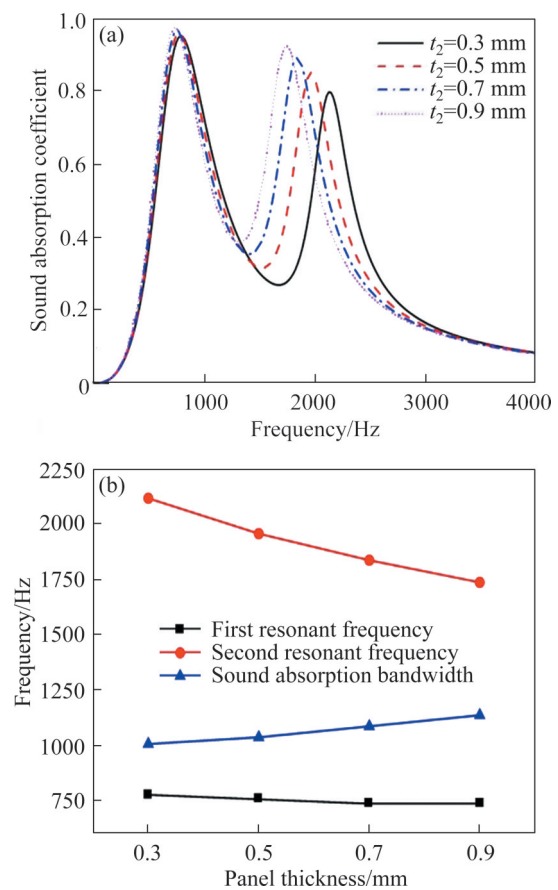 (a)
t₂=0.3 mm
t₂=0.5 mm
t₂=0.7 mm
t₂=0.9 mm
Sound absorption coefficient
1.0
0.8
0.6
0.4
0.2
0
1000 2000 3000 4000
Frequency/Hz
(b)
Frequency/Hz
2250
2000
1750
1500
1250
1000
750
First resonant frequency
Second resonant frequency
Sound absorption bandwidth
0.3 0.5 0.7 0.9
Panel thickness/mm